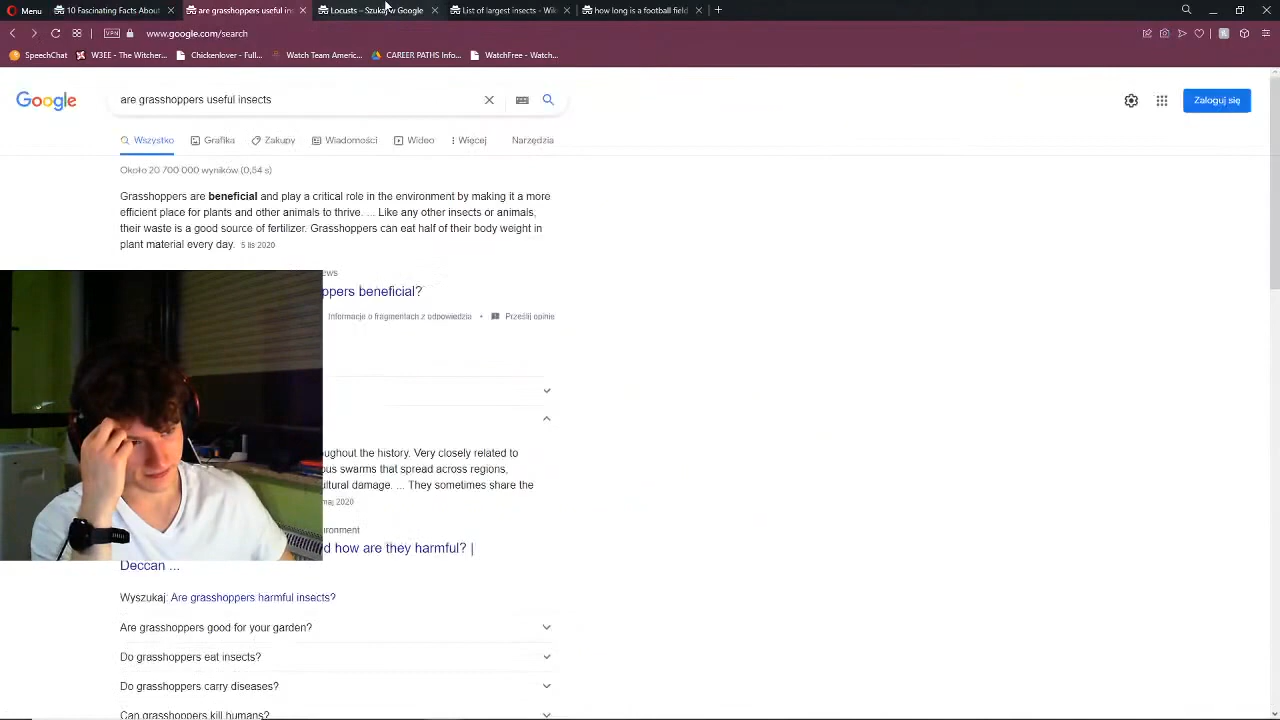 Menu
10 Fascinating Facts About
are grasshoppers useful ins
Locusts - Szukaj w Google
List of largest insects - Wiki
how long is a football field
VPN
www.google.com/search
SpeechChat
W3EE - The Witcher...
Chickenlover - Full...
Watch Team Americ...
CAREER PATHS Info...
WatchFree - Watch...
Google
are grasshoppers useful insects
Zaloguj się
Wszystko
Grafika
Zakupy
Wiadomości
Wideo
Więcej
Narzędzia
Około 20 700 000 wyników (0,54 s)
Grasshoppers are beneficial and play a critical role in the environment by making it a more
efficient place for plants and other animals to thrive. ... Like any other insects or animals,
their waste is a good source of fertilizer. Grasshoppers can eat half of their body weight in
plant material every day. 5 lis 2020
ews
ppers beneficial?
Informacje o fragmentach z odpowiedzią • Prześlij opinię
ughout the history. Very closely related to
ous swarms that spread across regions,
ultural damage. ... They sometimes share the
maj 2020
ironment
d how are they harmful? |
Deccan ...
Wyszukaj: Are grasshoppers harmful insects?
Are grasshoppers good for your garden?
Do grasshoppers eat insects?
Do grasshoppers carry diseases?
Can grasshoppers kill humans?